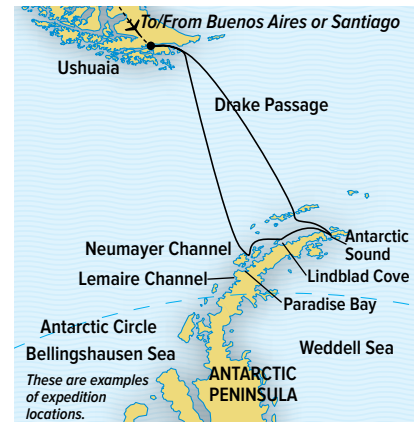 To/From Buenos Aires or Santiago
Ushuaia
Drake Passage
Neumayer Channel
Antarctic
Sound
Lemaire Channel
Lindblad Cove
Paradise Bay
Antarctic Circle
Bellingshausen Sea
Weddell Sea
These are examples
of expedition
locations.
ANTARCTIC
PENINSULA